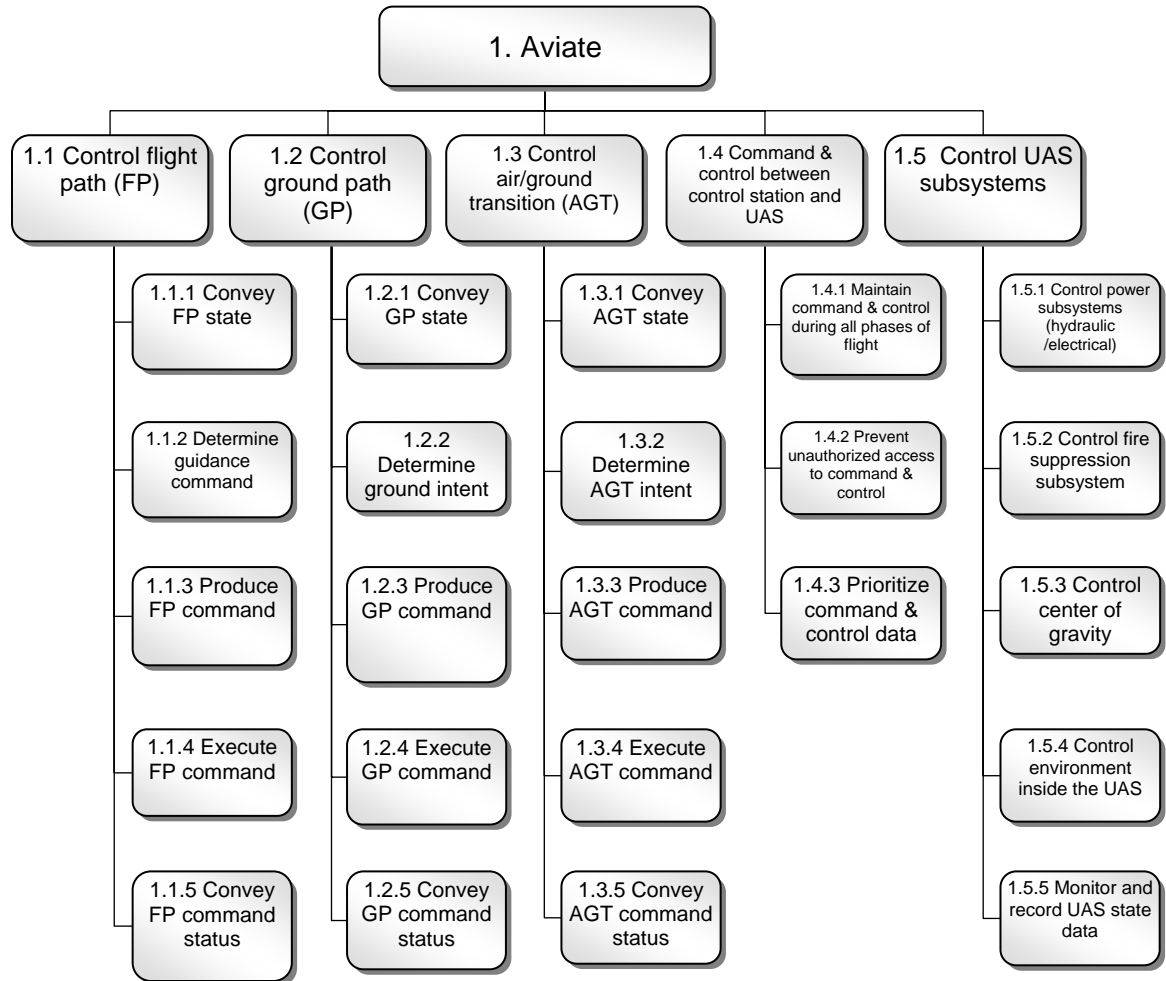 1. Aviate
1.1 Control flight
path (FP)
1.2 Control
ground path
(GP)
1.3 Control
air/ground
transition (AGT)
1.4 Command &
control between
control station and
UAS
1.5  Control UAS
subsystems
1.1.1 Convey
FP state
1.2.1 Convey
GP state
1.3.1 Convey
AGT state
1.4.1 Maintain
command & control
during all phases of
flight
1.5.1 Control power
subsystems
(hydraulic
/electrical)
1.1.2 Determine
guidance
command
1.2.2
Determine
ground intent
1.3.2
Determine
AGT intent
1.4.2 Prevent
unauthorized access
to command &
control
1.5.2 Control fire
suppression
subsystem
1.1.3 Produce
FP command
1.2.3 Produce
GP command
1.3.3 Produce
AGT command
1.4.3 Prioritize
command &
control data
1.5.3 Control
center of
gravity
1.1.4 Execute
FP command
1.2.4 Execute
GP command
1.3.4 Execute
AGT command
1.5.4 Control
environment
inside the UAS
1.1.5 Convey
FP command
status
1.2.5 Convey
GP command
status
1.3.5 Convey
AGT command
status
1.5.5 Monitor and
record UAS state
data